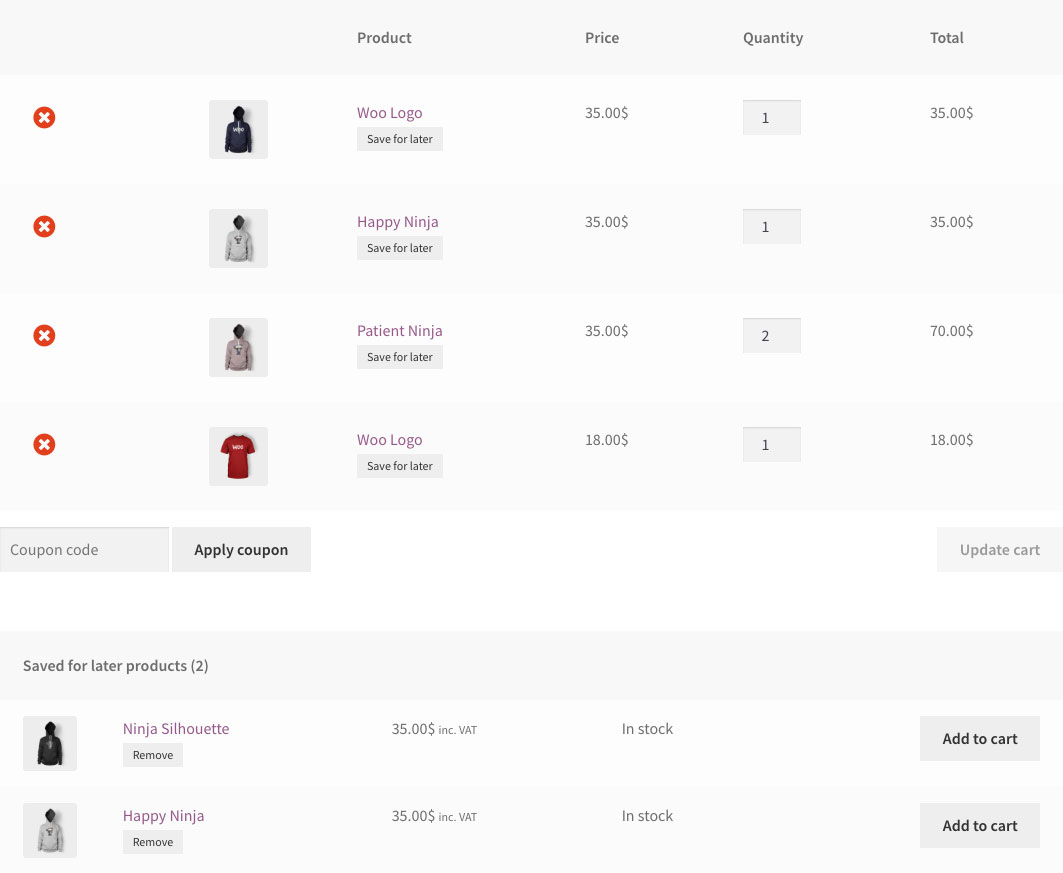 Product Price Quantity Total
woo
Woo Logo 35.00$ 1 35.00$
Save for later
Happy Ninja 35.00$ 1 35.00$
Save for later
Patient Ninja 35.00$ 2 70.00$
Save for later
woo
Woo Logo 18.00$ 1 18.00$
Save for later
Coupon code Apply coupon Update cart
Saved for later products (2)
Ninja Silhouette 35.00$ inc. VAT In stock Add to cart
Remove
Happy Ninja 35.00$ inc. VAT In stock Add to cart
Remove